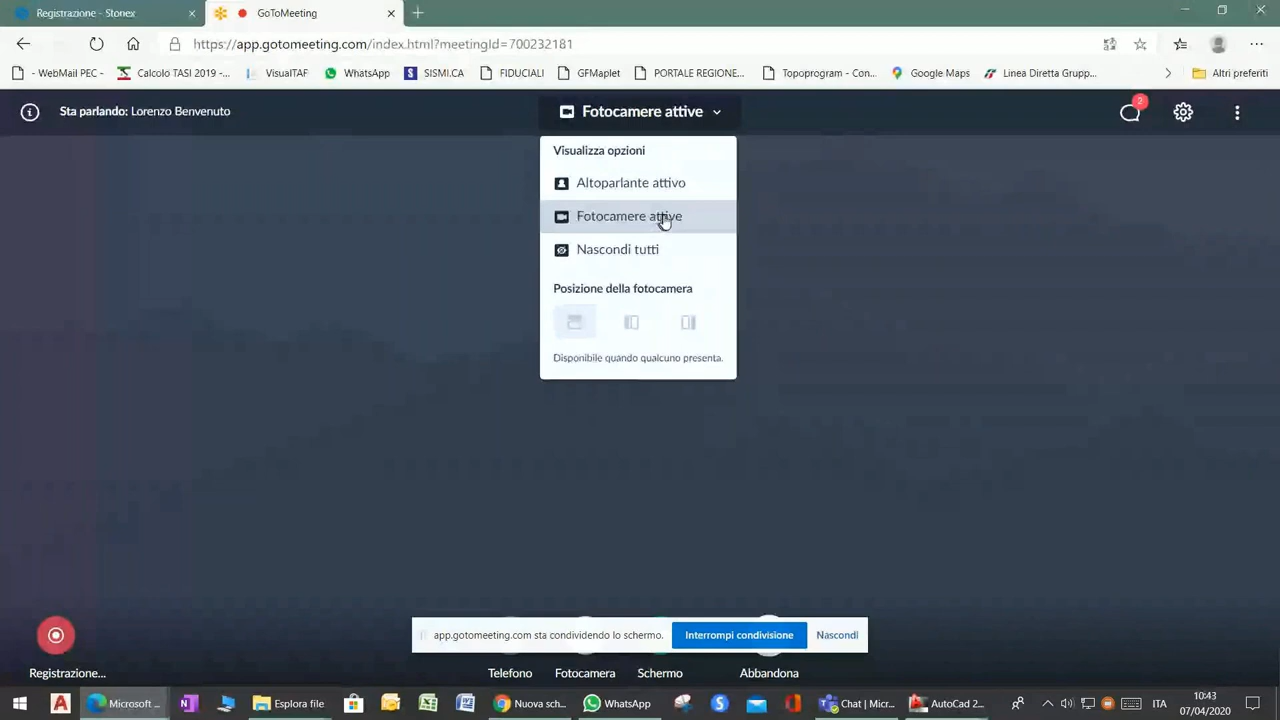 Registrazione - Stonex
GoToMeeting
https://app.gotomeeting.com/index.html?meetingId=700232181
- WebMail PEC -
Calcolo TASI 2019 -...
VisualTAF
WhatsApp
SISMI.CA
FIDUCIALI
GFMaplet
PORTALE REGIONE...
Topoprogram - Con...
Google Maps
Linea Diretta Grupp...
Altri preferiti
Sta parlando: Lorenzo Benvenuto
Fotocamere attive
2
Visualizza opzioni
Altoparlante attivo
Fotocamere attive
Nascondi tutti
Posizione della fotocamera
Disponibile quando qualcuno presenta.
app.gotomeeting.com sta condividendo lo schermo.
Interrompi condivisione
Nascondi
Registrazione...
Telefono
Fotocamera
Schermo
Abbandona
Microsoft ...
Esplora file
Nuova sch...
WhatsApp
Chat | Micr...
AutoCad 2...
ITA
10:43
07/04/2020